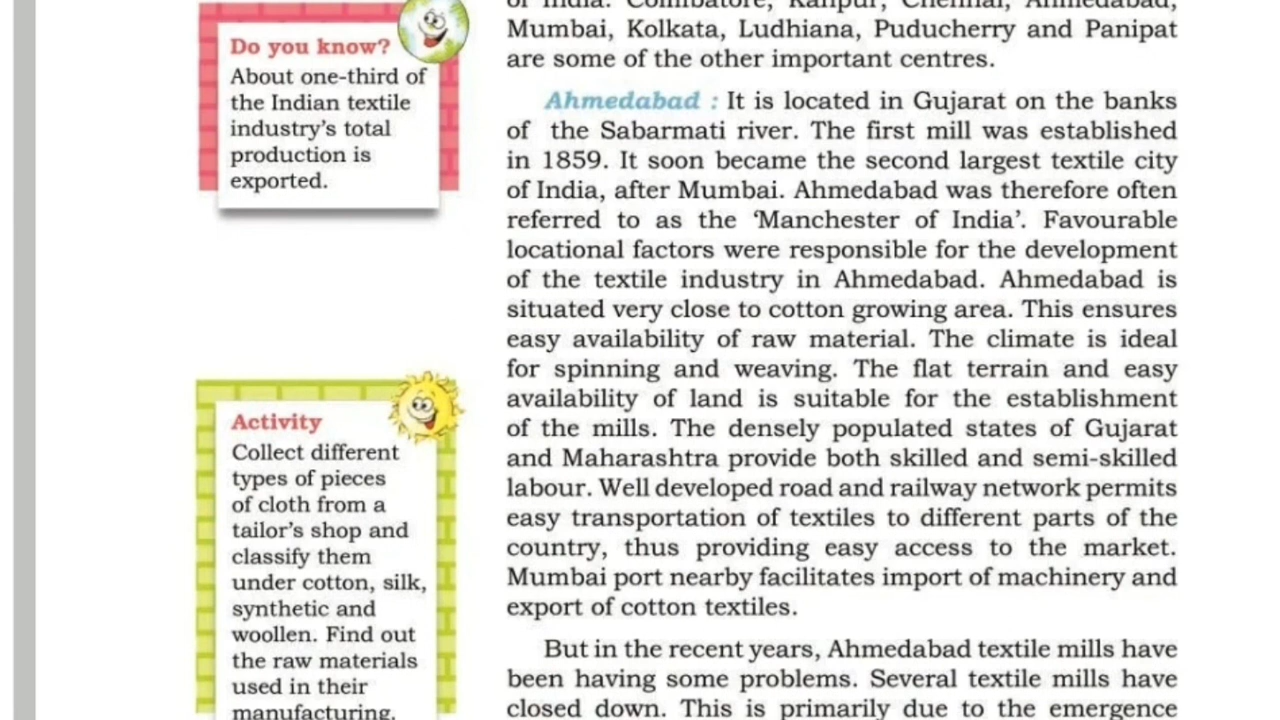 Do you know?
About one-third of
the Indian textile
industry's total
production is
exported.
Activity
Collect different
types of pieces
of cloth from a
tailor's shop and
classify them
under cotton, silk,
synthetic and
woollen. Find out
the raw materials
used in their
manufacturing.
of India. Coimbatore, Kanpur, Chennai, Ahmedabad,
Mumbai, Kolkata, Ludhiana, Puducherry and Panipat
are some of the other important centres.
Ahmedabad : It is located in Gujarat on the banks
of the Sabarmati river. The first mill was established
in 1859. It soon became the second largest textile city
of India, after Mumbai. Ahmedabad was therefore often
referred to as the ‘Manchester of India’. Favourable
locational factors were responsible for the development
of the textile industry in Ahmedabad. Ahmedabad is
situated very close to cotton growing area. This ensures
easy availability of raw material. The climate is ideal
for spinning and weaving. The flat terrain and easy
availability of land is suitable for the establishment
of the mills. The densely populated states of Gujarat
and Maharashtra provide both skilled and semi-skilled
labour. Well developed road and railway network permits
easy transportation of textiles to different parts of the
country, thus providing easy access to the market.
Mumbai port nearby facilitates import of machinery and
export of cotton textiles.
But in the recent years, Ahmedabad textile mills have
been having some problems. Several textile mills have
closed down. This is primarily due to the emergence